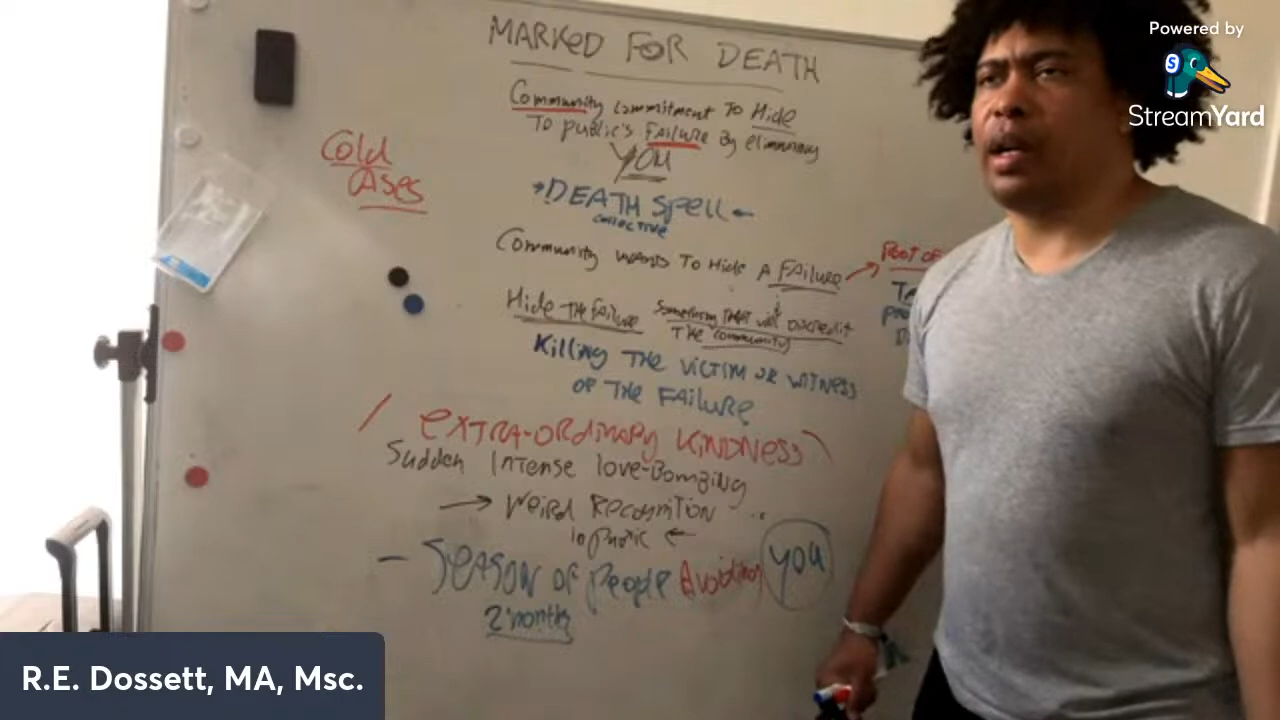 Powered by
StreamYard
MARKED FOR DEATH
Community commitment To Hide
To public's Failure By eliminating
YOU
DEATH Spell
collective
Cold
Cases
Community wants To Hide A Failure
Root of
Hide The failure
Something that will discredit
The community
Killing The victim or witness
of The Failure
extra-ordinary kindness
Sudden Intense love-Bombing
Weird Recognition
Season of People Avoiding you
2 months
R.E. Dossett, MA, Msc.